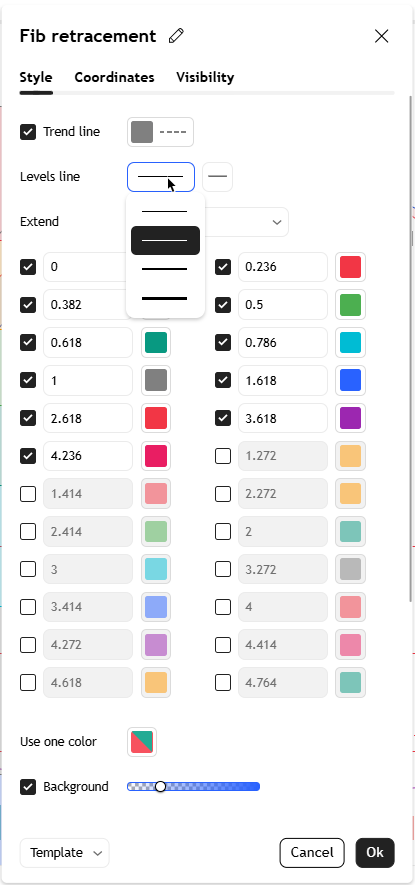 Fib retracement
Style Coordinates Visibility
Trend line
Levels line
Extend
0 0.236
0.382 0.5
0.618 0.786
1 1.618
2.618 3.618
4.236 1.272
1.414 2.272
2.414 2
3 3.272
3.414 4
4.272 4.414
4.618 4.764
Use one color
Background
Template Cancel Ok